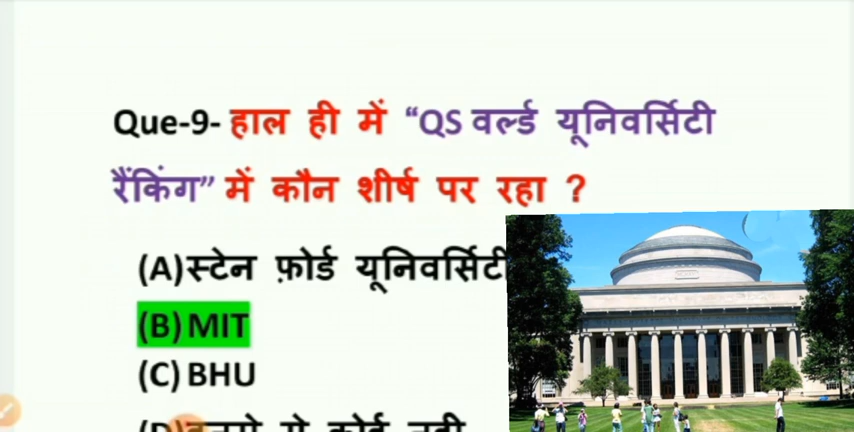 Que-9- हाल ही में “QS वर्ल्ड यूनिवर्सिटी
रैंकिंग” में कौन शीर्ष पर रहा ?
(A)स्टेन फ़ोर्ड यूनिवर्सिटी
(B) MIT
(C) BHU